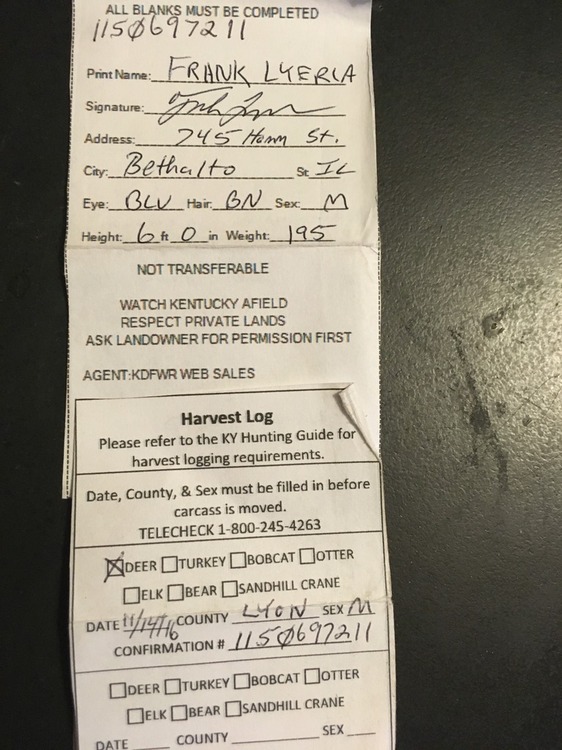 ALL BLANKS MUST BE COMPLETED
115Ø697211
Print Name: FRANK LYERLA
Signature:
Address: 745 Hamm St.
City: Bethalto St: IL
Eye: BLU Hair: BN Sex: M
Height: 6 ft 0 in Weight: 195
NOT TRANSFERABLE
WATCH KENTUCKY AFIELD
RESPECT PRIVATE LANDS
ASK LANDOWNER FOR PERMISSION FIRST
AGENT:KDFWR WEB SALES
Harvest Log
Please refer to the KY Hunting Guide for
harvest logging requirements.
Date, County, & Sex must be filled in before
carcass is moved.
TELECHECK 1-800-245-4263
DEER TURKEY BOBCAT OTTER
ELK BEAR SANDHILL CRANE
DATE 11/14/16 COUNTY LYON SEX M
CONFIRMATION # 115Ø697211
DEER TURKEY BOBCAT OTTER
ELK BEAR SANDHILL CRANE
DATE COUNTY SEX